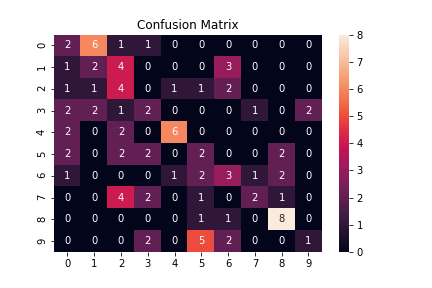 Confusion Matrix
0 2 6 1 1 0 0 0 0 0 0
1 1 2 4 0 0 0 3 0 0 0
2 1 1 4 0 1 1 2 0 0 0
3 2 2 1 2 0 0 0 1 0 2
4 2 0 2 0 6 0 0 0 0 0
5 2 0 2 2 0 2 0 0 2 0
6 1 0 0 0 1 2 3 1 2 0
7 0 0 4 2 0 1 0 2 1 0
8 0 0 0 0 0 1 1 0 8 0
9 0 0 0 2 0 5 2 0 0 1
0 1 2 3 4 5 6 7 8 9
8
7
6
5
4
3
2
1
0